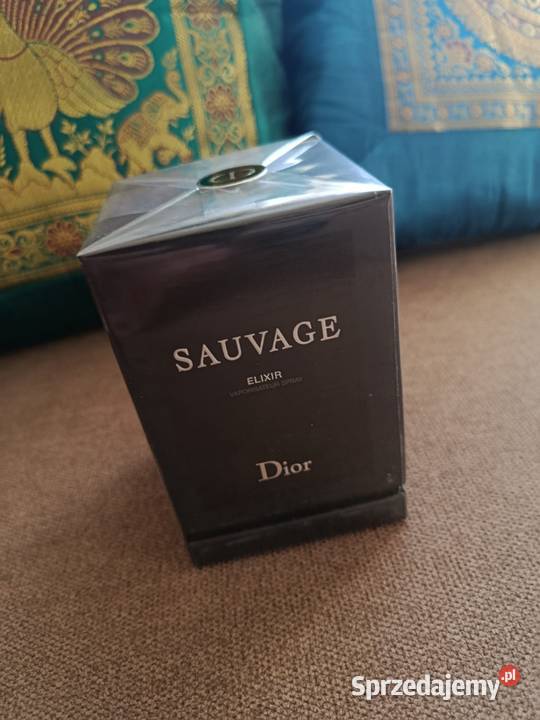 SAUVAGE
ELIXIR
VAPORISATEUR SPRAY
Dior
Sprzedajemy.pl